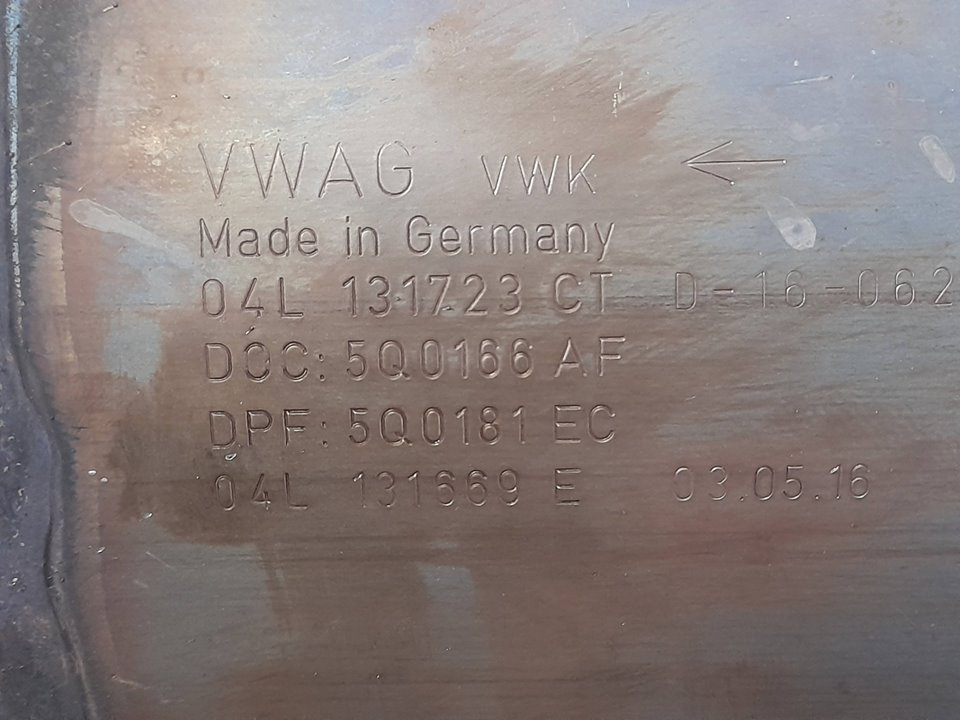 VWAG VWK ←
Made in Germany
04L 131723 CT D-16-062
DOC: 5Q0166 AF
DPF: 5Q0181 EC
04L 131669 E 03.05.16